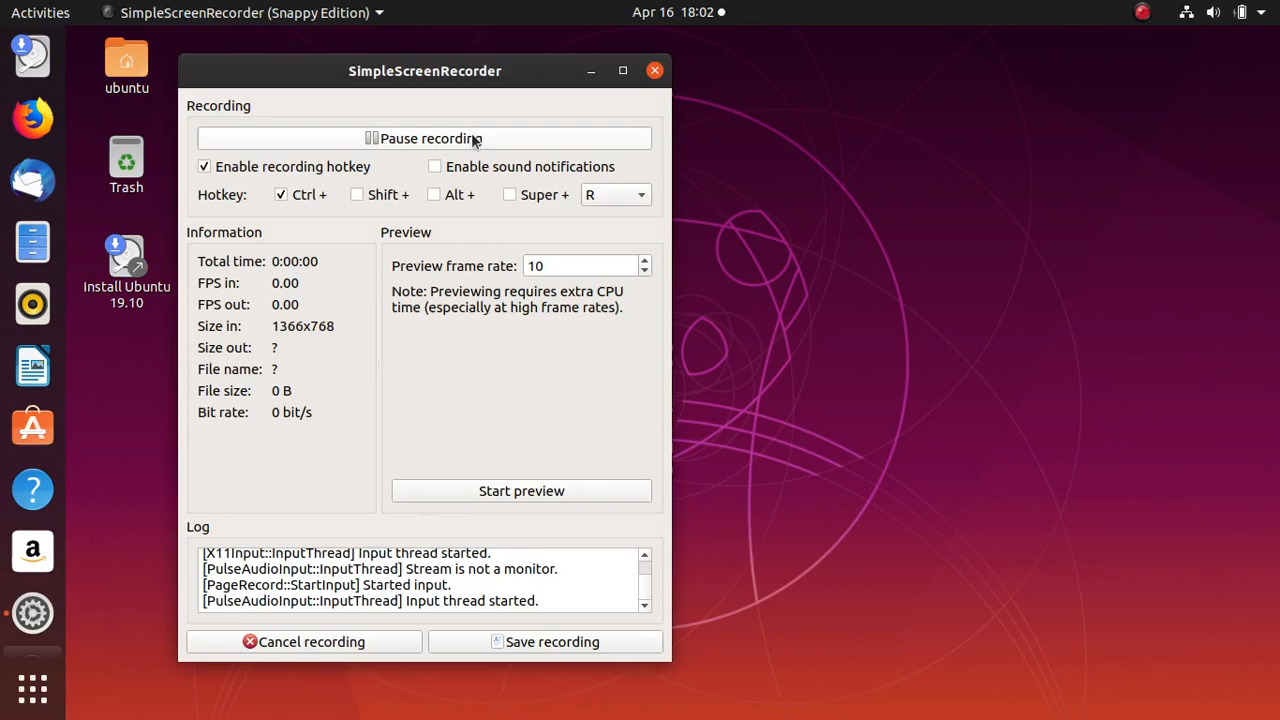 Activities
SimpleScreenRecorder (Snappy Edition)
Apr 16 18:02
ubuntu
Trash
Install Ubuntu
19.10
SimpleScreenRecorder
Recording
Pause recording
Enable recording hotkey
Enable sound notifications
Hotkey:
Ctrl +
Shift +
Alt +
Super +
R
Information
Total time: 0:00:00
FPS in: 0.00
FPS out: 0.00
Size in: 1366x768
Size out: ?
File name: ?
File size: 0 B
Bit rate: 0 bit/s
Preview
Preview frame rate: 10
Note: Previewing requires extra CPU
time (especially at high frame rates).
Start preview
Log
[X11Input::InputThread] Input thread started.
[PulseAudioInput::InputThread] Stream is not a monitor.
[PageRecord::StartInput] Started input.
[PulseAudioInput::InputThread] Input thread started.
Cancel recording
Save recording